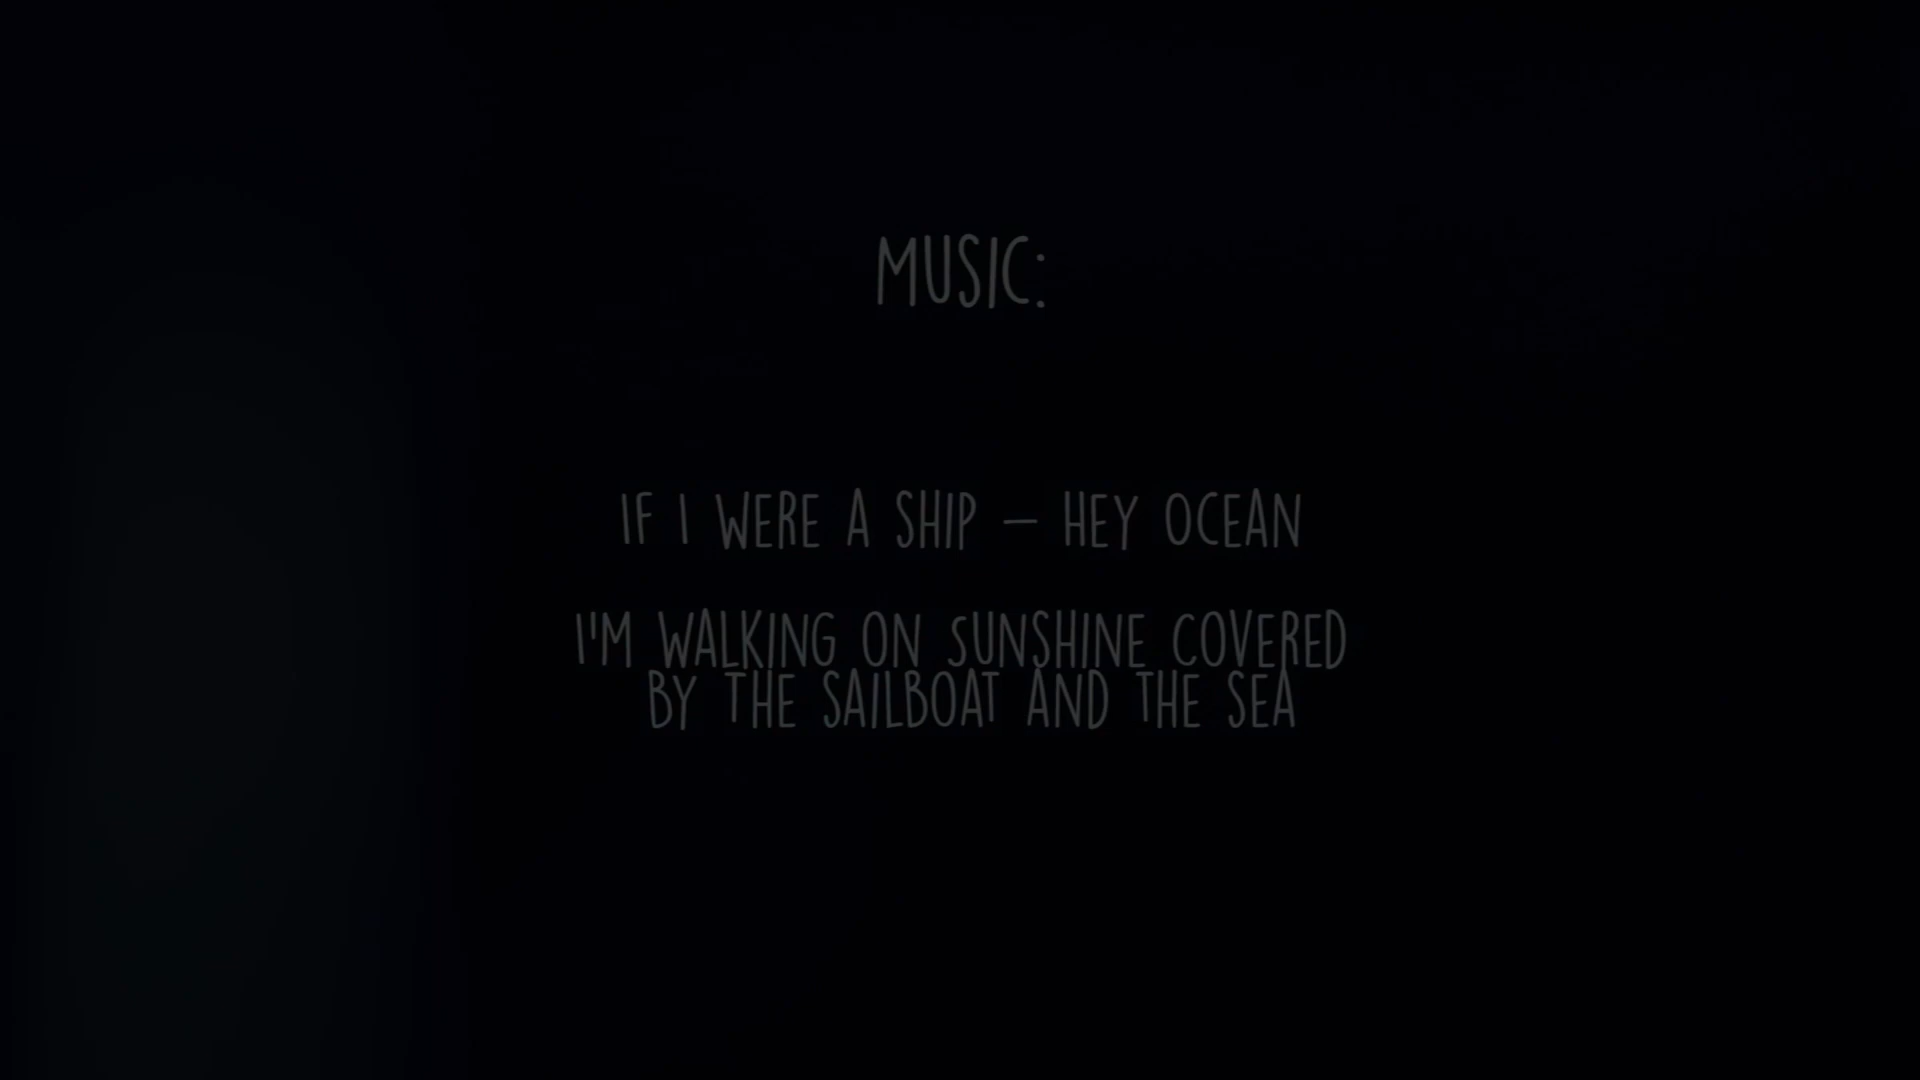 MUSIC:
IF I WERE A SHIP – HEY OCEAN
I'M WALKING ON SUNSHINE COVERED
BY THE SAILBOAT AND THE SEA